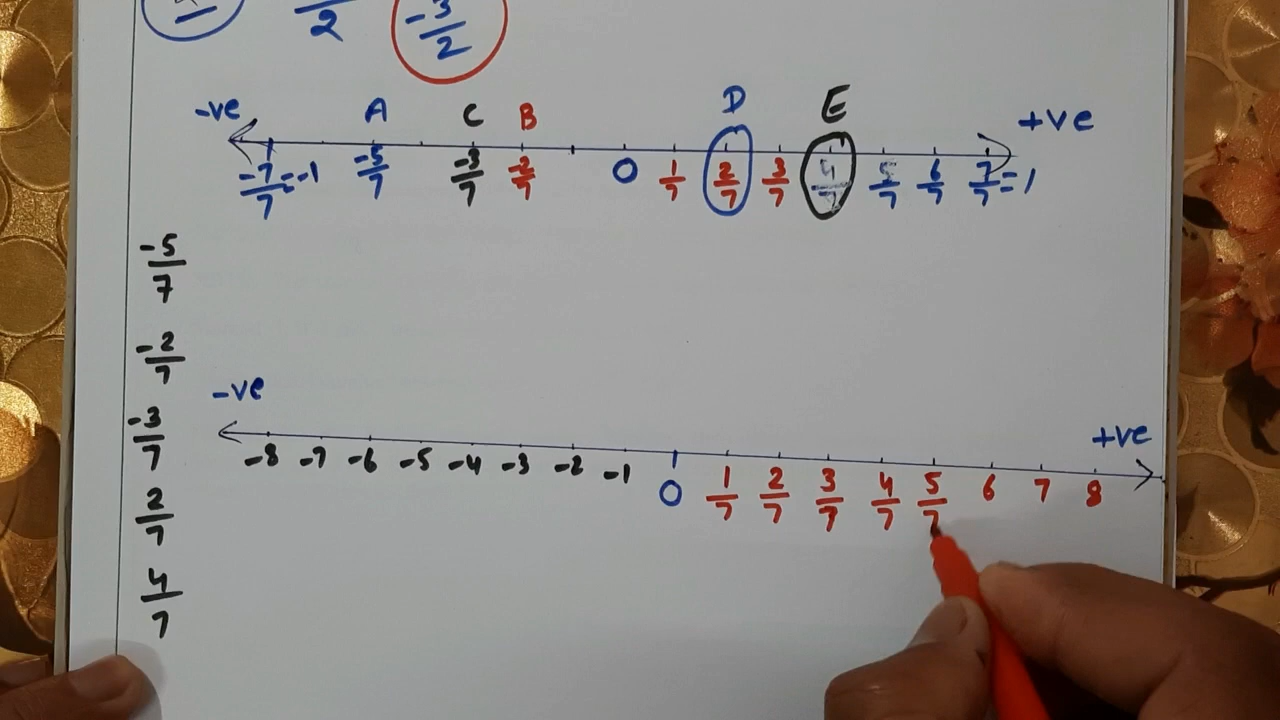 2
-3/2
-ve A C B D E +ve
-7/7=-1 -5/7 -3/7 -2/7 0 1/7 2/7 3/7 4/7 5/7 6/7 7/7=1
-5/7
-2/7
-ve +ve
-3/7
-8 -7 -6 -5 -4 -3 -2 -1 0 1/7 2/7 3/7 4/7 5/7 6 7 8
2/7
4/7